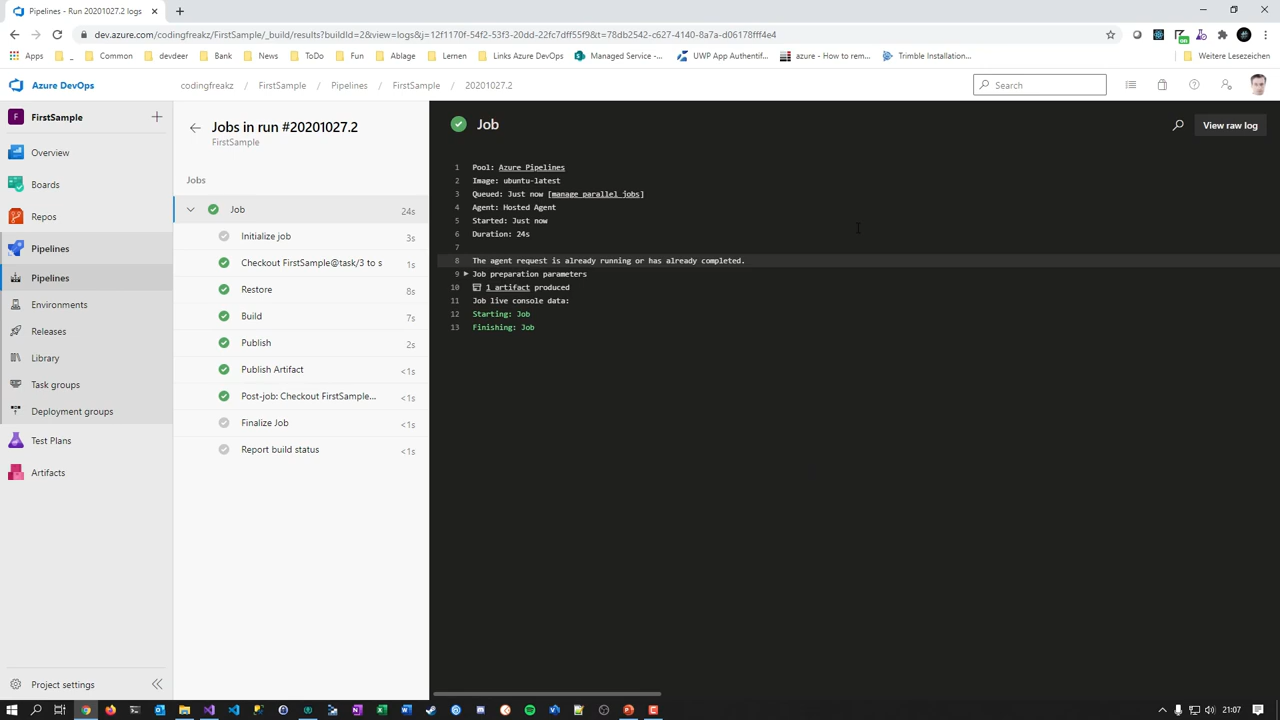 Pipelines - Run 20201027.2 logs
dev.azure.com/codingfreakz/FirstSample/_build/results?buildId=2&view=logs&j=12f1170f-54f2-53f3-20dd-22fc7dff55f9&t=78db2542-c627-4140-8a7a-d06178fff4e4
Apps _ Common devdeer Bank News ToDo Fun Ablage Lernen Links Azure DevOps Managed Service -... UWP App Authentif... azure - How to rem... Trimble Installation... Weitere Lesezeichen
Azure DevOps codingfreakz / FirstSample / Pipelines / FirstSample / 20201027.2 Search
F FirstSample
Overview
Boards
Repos
Pipelines
Pipelines
Environments
Releases
Library
Task groups
Deployment groups
Test Plans
Artifacts
Project settings
Jobs in run #20201027.2
FirstSample
Jobs
Job 24s
Initialize job 3s
Checkout FirstSample@task/3 to s 1s
Restore 8s
Build 7s
Publish 2s
Publish Artifact <1s
Post-job: Checkout FirstSample... <1s
Finalize Job <1s
Report build status <1s
Job
View raw log
1 Pool: Azure Pipelines
2 Image: ubuntu-latest
3 Queued: Just now [manage parallel jobs]
4 Agent: Hosted Agent
5 Started: Just now
6 Duration: 24s
7
8 The agent request is already running or has already completed.
9 Job preparation parameters
10 1 artifact produced
11 Job live console data:
12 Starting: Job
13 Finishing: Job
21:07